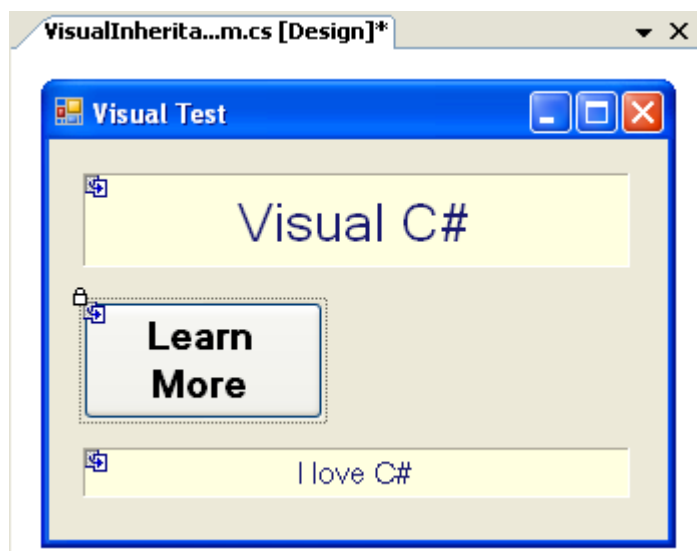 VisualInherita...m.cs [Design]*
Visual Test
Visual C#
Learn
More
I love C#